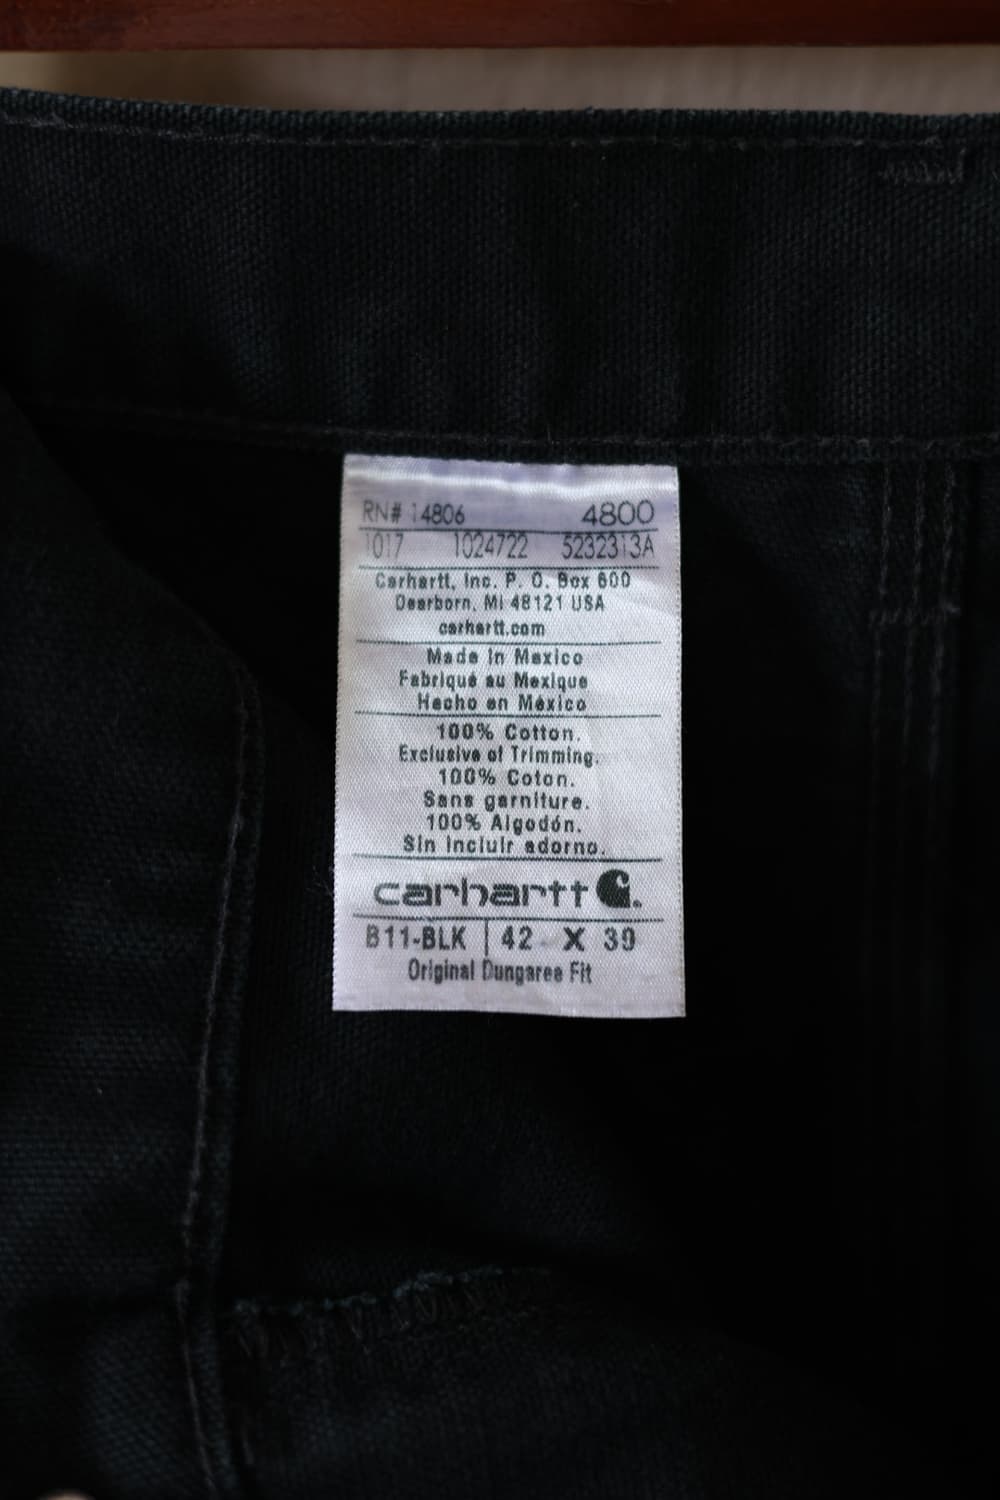 RN# 14806 4800
1017 1024722 5232313A
Carhartt, Inc. P. O. Box 600
Dearborn, MI 48121 USA
carhartt.com
Made in Mexico
Fabriqué au Mexique
Hecho en México
100% Cotton.
Exclusive of Trimming.
100% Coton.
Sans garniture.
100% Algodón.
Sin incluir adorno.
carhartt
B11-BLK | 42 X 39
Original Dungaree Fit